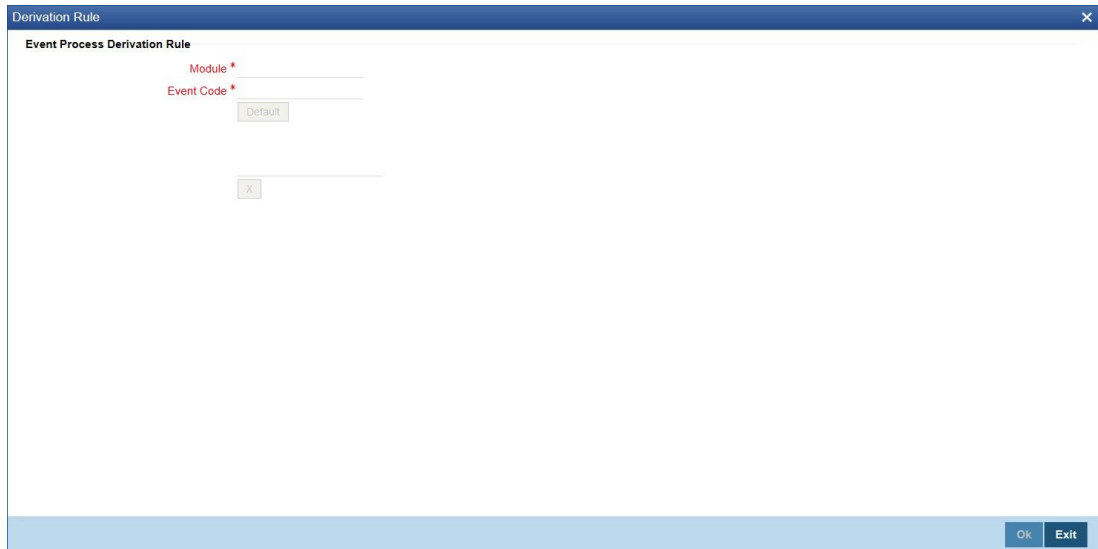 Derivation Rule
Event Process Derivation Rule
Module *
Event Code *
Default
X
Ok Exit